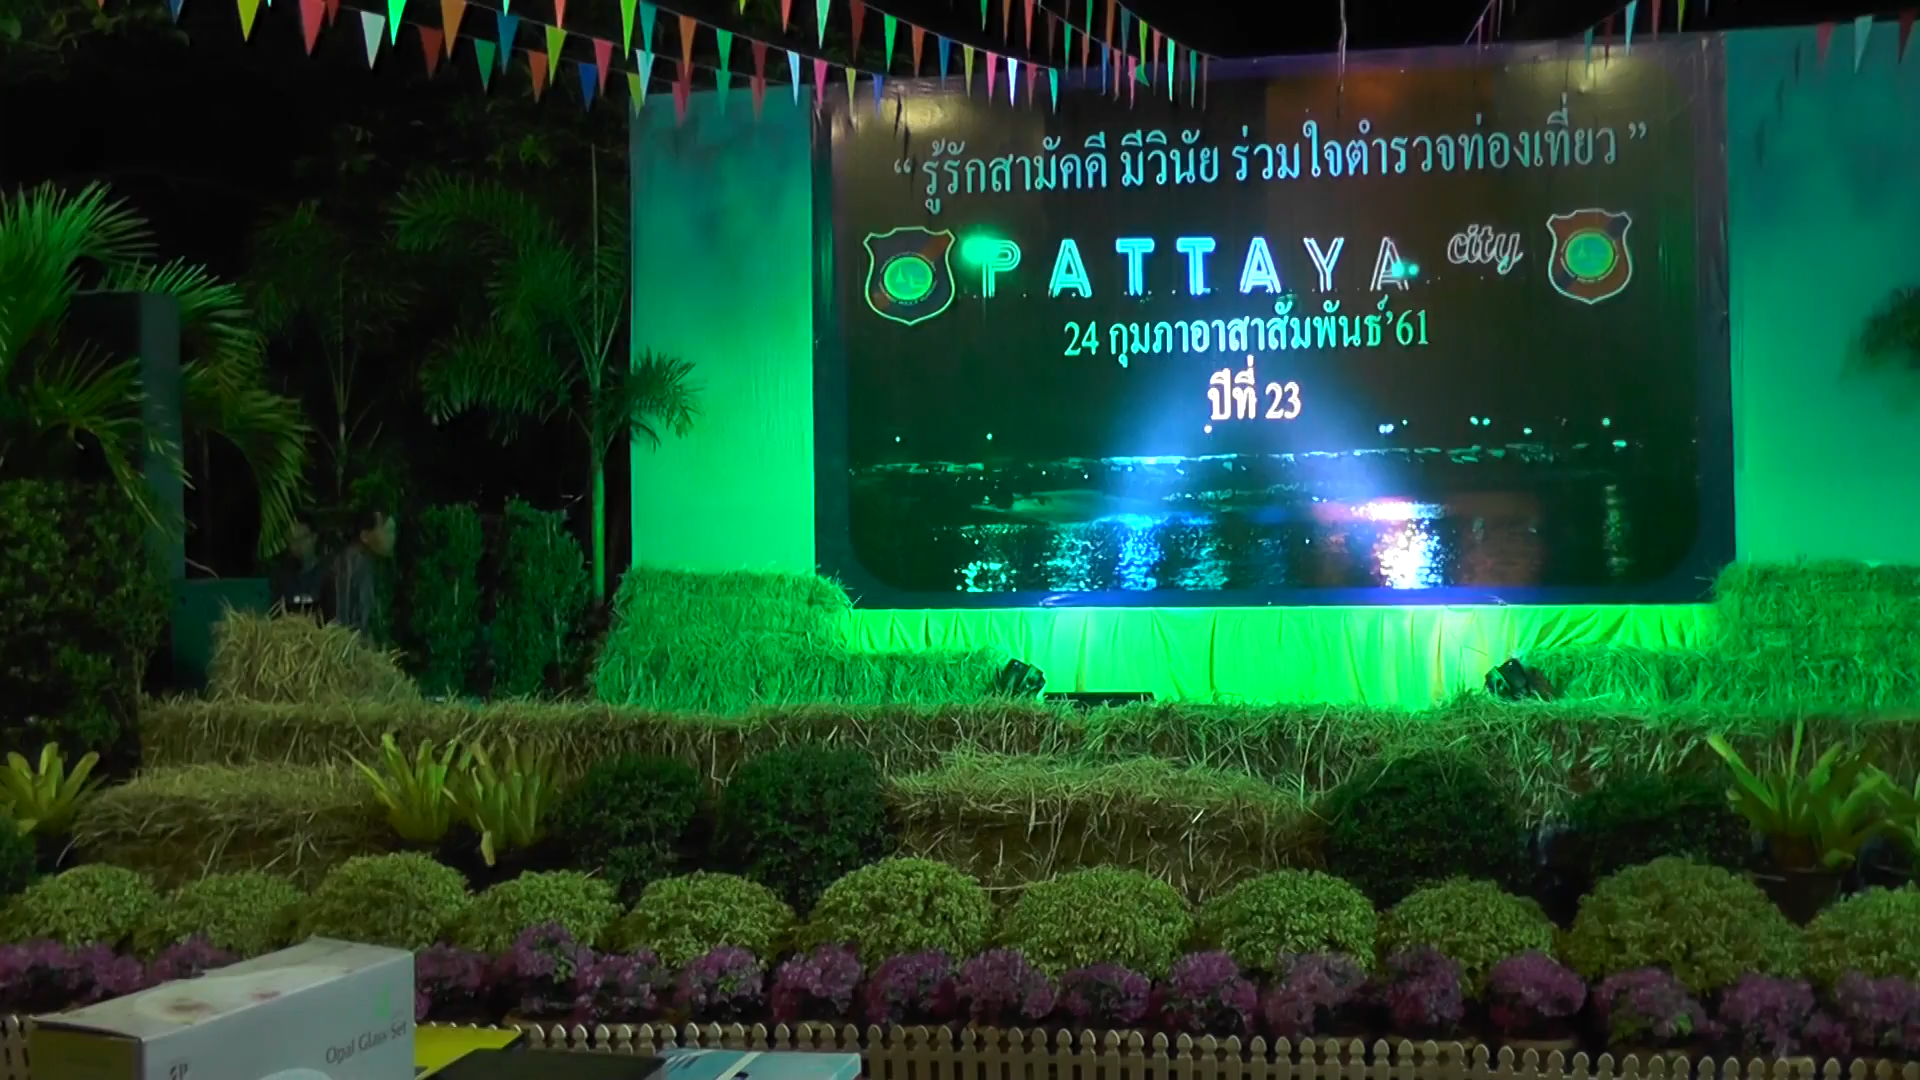 “ รู้รักสามัคคี มีวินัย ร่วมใจตำรวจท่องเที่ยว ”
PATTAYA city
24 กุมภาอาสาสัมพันธ์’61
ปีที่ 23
Opal Glass Set